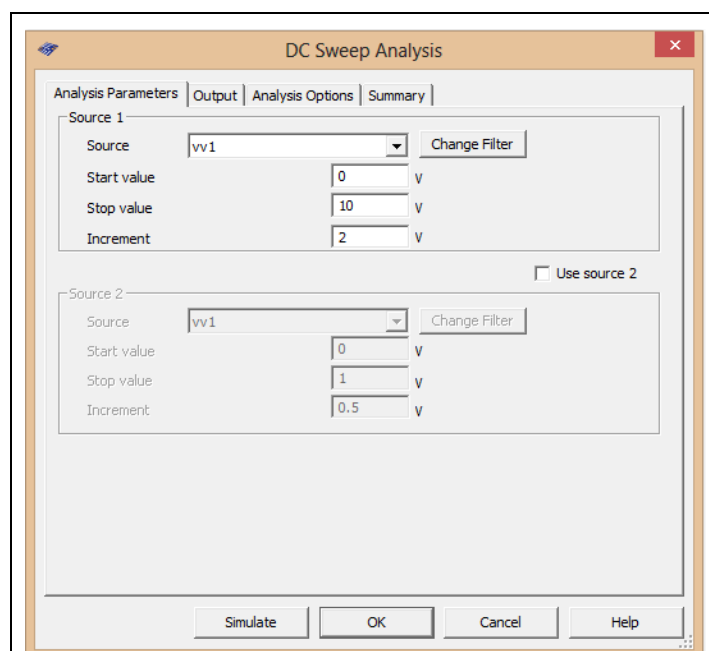 DC Sweep Analysis
Analysis Parameters Output Analysis Options Summary
Source 1
Source vv1 Change Filter
Start value 0 V
Stop value 10 V
Increment 2 V
Use source 2
Source 2
Source vv1 Change Filter
Start value 0 V
Stop value 1 V
Increment 0.5 V
Simulate OK Cancel Help